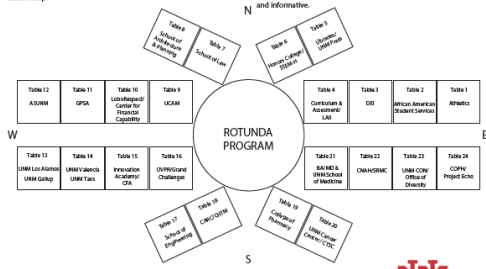 and informative.
N
Table 8
School of
Architecture
& Planning
Table 7
School of Law
Table 6
Honors College/
STEM-H
Table 5
Libraries/
UNM Press
Table 12
ASUNM
Table 11
GPSA
Table 10
LoboRespect/
Center for
Financial
Capability
Table 9
UCAM
Table 4
Curriculum &
Assessment/
LAII
Table 3
DEI
Table 2
African American
Student Services
Table 1
Athletics
W
ROTUNDA
PROGRAM
E
Table 13
UNM Los Alamos
UNM Gallup
Table 14
UNM Valencia
UNM Taos
Table 15
Innovation
Academy/
CFA
Table 16
OVPR/Grand
Challenges
Table 21
BA/MD &
UNM School
of Medicine
Table 22
CNAH/SRMC
Table 23
UNM CON/
Office of
Diversity
Table 24
COPH/
Project Echo
Table 17
School of
Engineering
Table 18
Table 19
College of
Pharmacy
Table 20
UNM Cancer
Center/CTSC
S